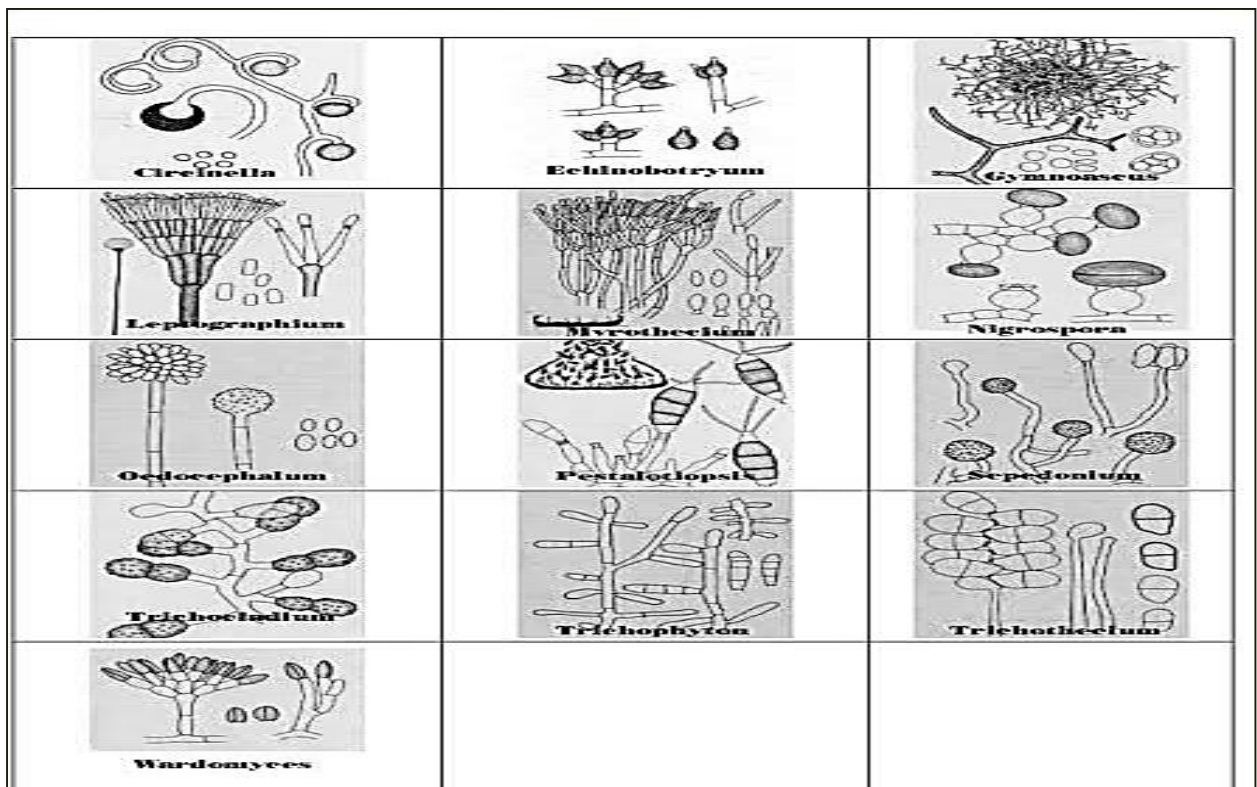 Circinella
Echinobotryum
Gymnoascus
Leptographium
Myrothecium
Nigrospora
Oedocephalum
Pestalotiopsis
Sepedonium
Trichocladium
Trichophyton
Trichothecium
Wardomyces